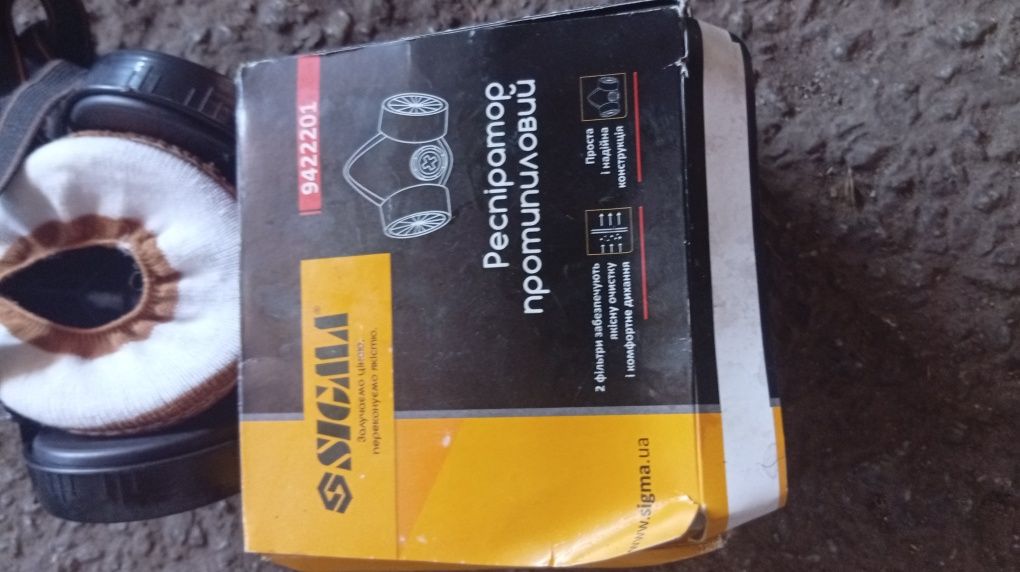 SIGMA®
Залучаємо ціною...
переконуємо якістю.
9422201
Респіратор
протипиловий
2 фільтри забезпечують
якісну очистку
і комфортне дихання
Проста
і надійна
конструкція
www.sigma.ua